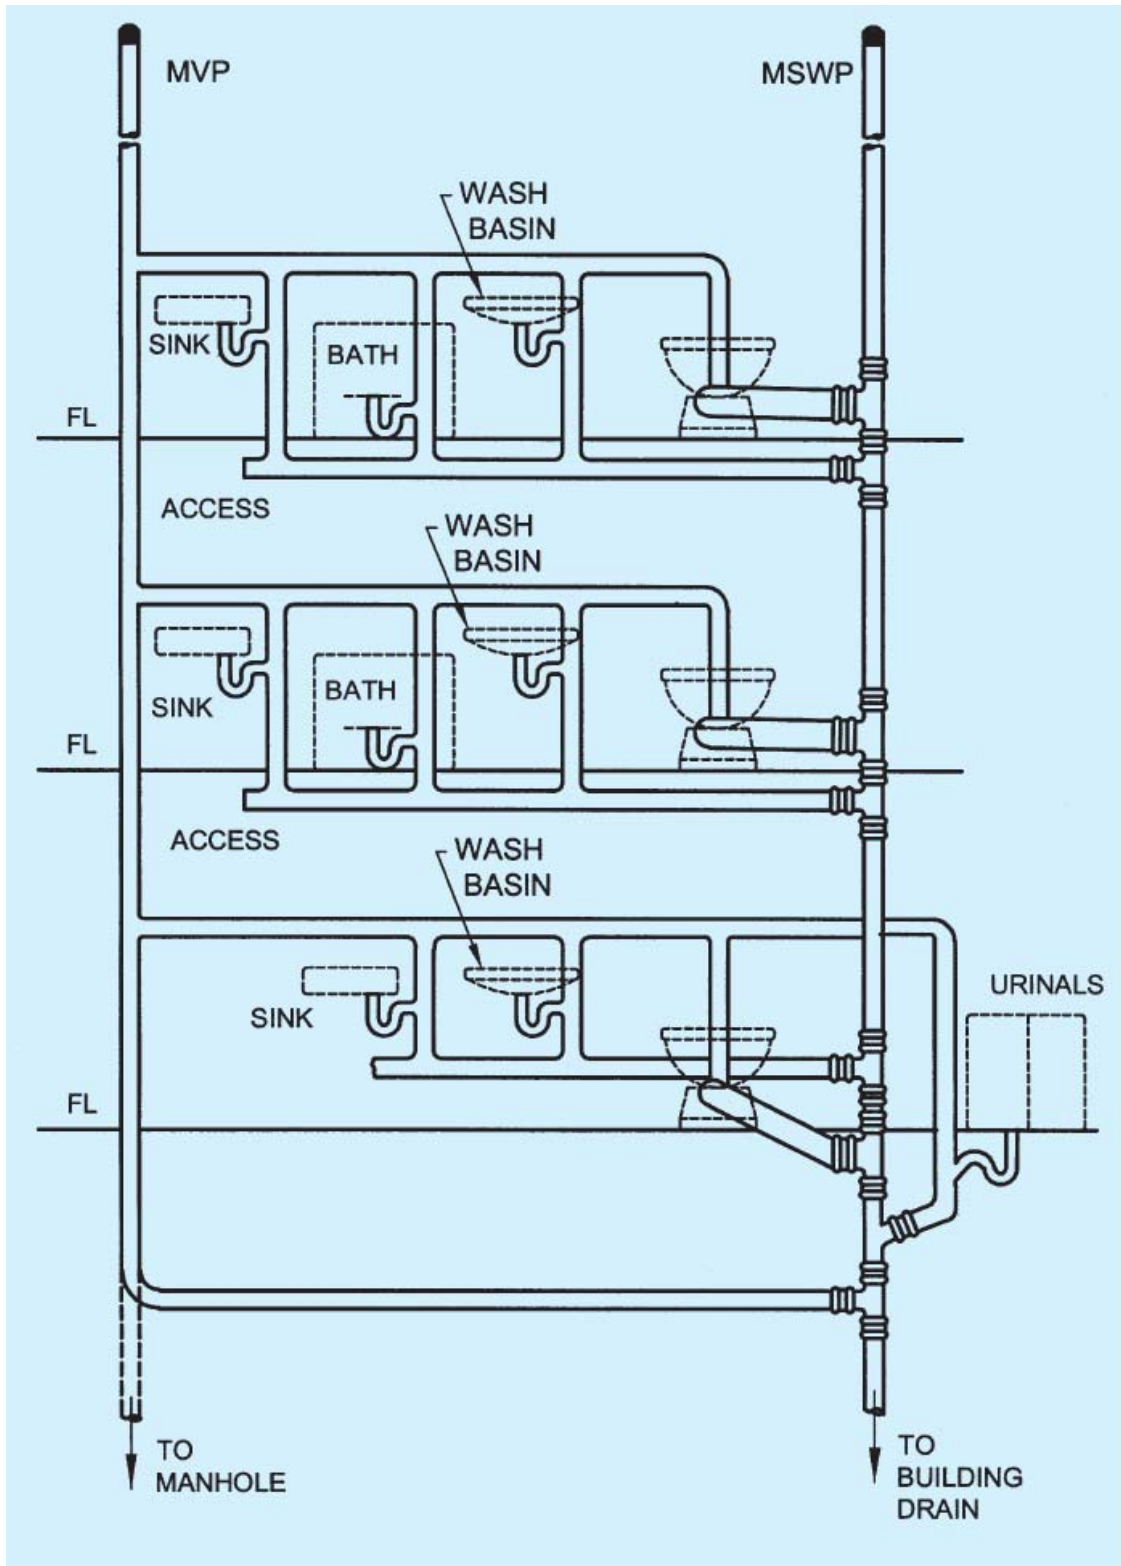 MVP
MSWP
WASH
BASIN
SINK
BATH
FL
ACCESS
WASH
BASIN
SINK
BATH
FL
ACCESS
WASH
BASIN
SINK
URINALS
FL
TO
MANHOLE
TO
BUILDING
DRAIN